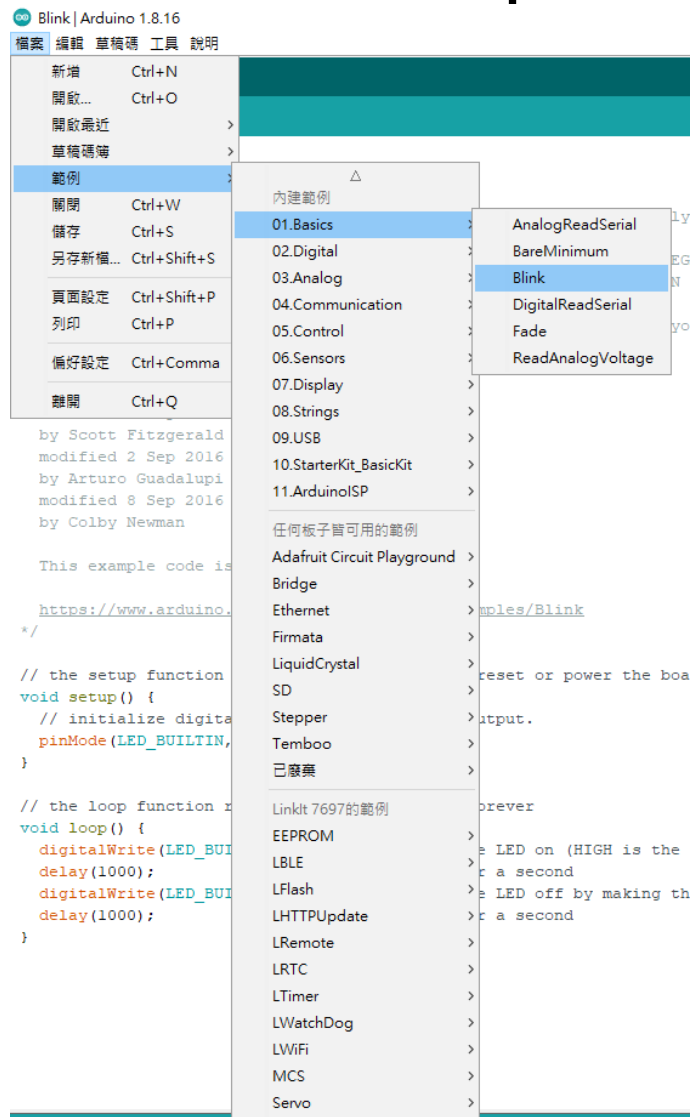 Blink | Arduino 1.8.16
檔案 編輯 草稿碼 工具 說明
新增 Ctrl+N
開啟... Ctrl+O
開啟最近
草稿碼簿
範例
關閉 Ctrl+W
儲存 Ctrl+S
另存新檔... Ctrl+Shift+S
頁面設定 Ctrl+Shift+P
列印 Ctrl+P
偏好設定 Ctrl+Comma
離開 Ctrl+Q
內建範例
01.Basics
02.Digital
03.Analog
04.Communication
05.Control
06.Sensors
07.Display
08.Strings
09.USB
10.StarterKit_BasicKit
11.ArduinoISP
任何板子皆可用的範例
Adafruit Circuit Playground
Bridge
Ethernet
Firmata
LiquidCrystal
SD
Stepper
Temboo
已廢棄
LinkIt 7697的範例
EEPROM
LBLE
LFlash
LHTTPUpdate
LRemote
LRTC
LTimer
LWatchDog
LWiFi
MCS
Servo
AnalogReadSerial
BareMinimum
Blink
DigitalReadSerial
Fade
ReadAnalogVoltage
by Scott Fitzgerald
modified 2 Sep 2016
by Arturo Guadalupi
modified 8 Sep 2016
by Colby Newman
This example code is
https://www.arduino. mples/Blink
*/
// the setup function reset or power the boa
void setup() {
// initialize digita utput.
pinMode(LED_BUILTIN,
}
// the loop function r orever
void loop() {
digitalWrite(LED_BUI e LED on (HIGH is the
delay(1000); r a second
digitalWrite(LED_BUI e LED off by making th
delay(1000); r a second
}